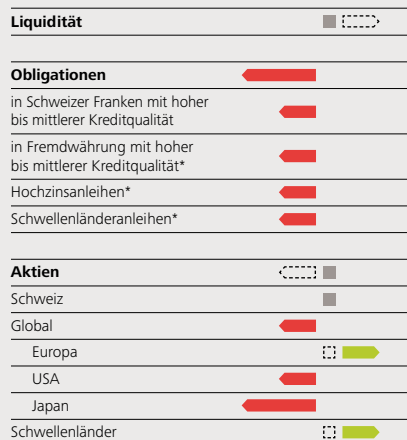 Liquidität
Obligationen
in Schweizer Franken mit hoher
bis mittlerer Kreditqualität
in Fremdwährung mit hoher
bis mittlerer Kreditqualität*
Hochzinsanleihen*
Schwellenländeranleihen*
Aktien
Schweiz
Global
Europa
USA
Japan
Schwellenländer